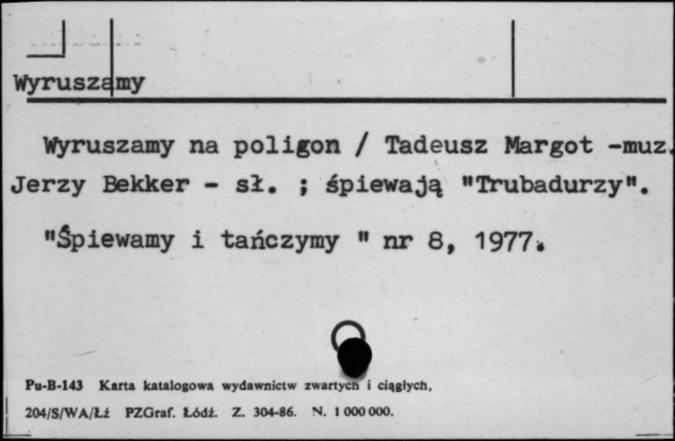 Wyruszamy
Wyruszamy na poligon / Tadeusz Margot -muz.
Jerzy Bekker - sł. ; śpiewają "Trubadurzy".
"Śpiewamy i tańczymy " nr 8, 1977.
Pu-B-143 Karta katalogowa wydawnictw zwartych i ciągłych,
204/S/WA/Łż PZGraf. Łódź. Z. 304-86. N. 1 000 000.